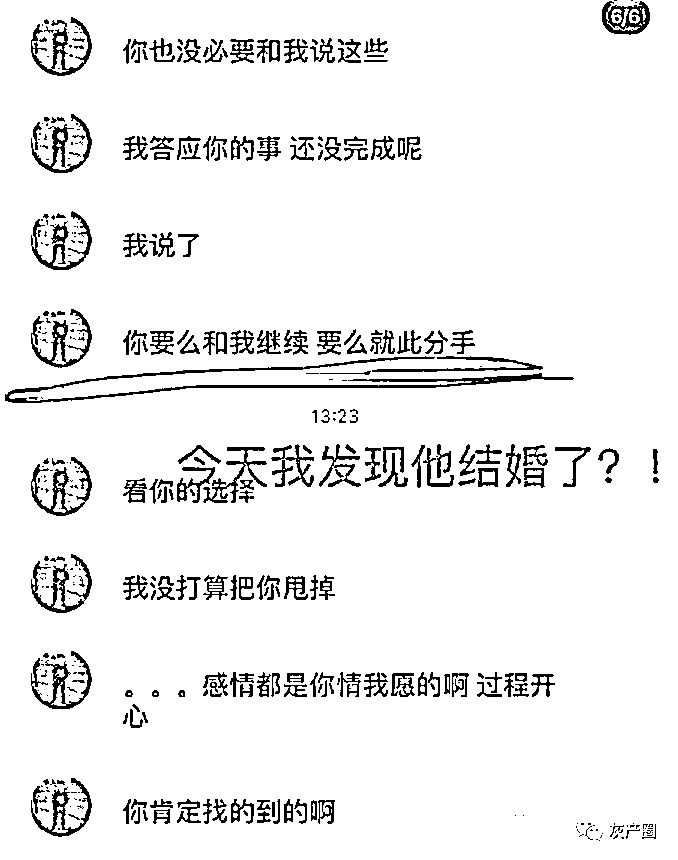 6/6
你也没必要和我说这些
我答应你的事 还没完成呢
我说了
你要么和我继续 要么就此分手
13:23
今天我发现他结婚了？！
看你的选择
我没打算把你甩掉
。。。感情都是你情我愿的啊 过程开
心
你肯定找的到的啊
灰产圈